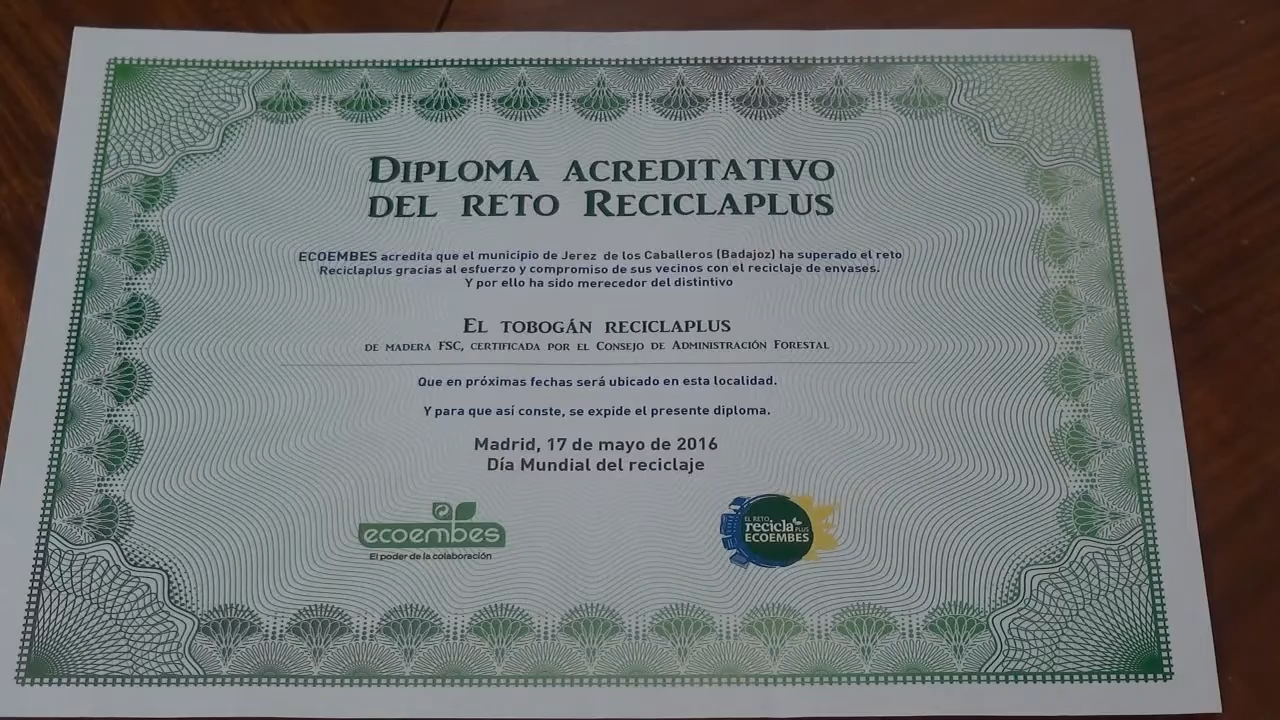 DIPLOMA ACREDITATIVO
DEL RETO RECICLAPLUS
ECOEMBES acredita que el municipio de Jerez de los Caballeros (Badajoz) ha superado el reto
Reciclaplus gracias al esfuerzo y compromiso de sus vecinos con el reciclaje de envases.
Y por ello ha sido merecedor del distintivo
EL TOBOGÁN RECICLAPLUS
DE MADERA FSC, CERTIFICADA POR EL CONSEJO DE ADMINISTRACIÓN FORESTAL
Que en próximas fechas será ubicado en esta localidad.
Y para que así conste, se expide el presente diploma.
Madrid, 17 de mayo de 2016
Día Mundial del reciclaje
ecoembes
El poder de la colaboración
EL RETO
recicla PLUS
ECOEMBES